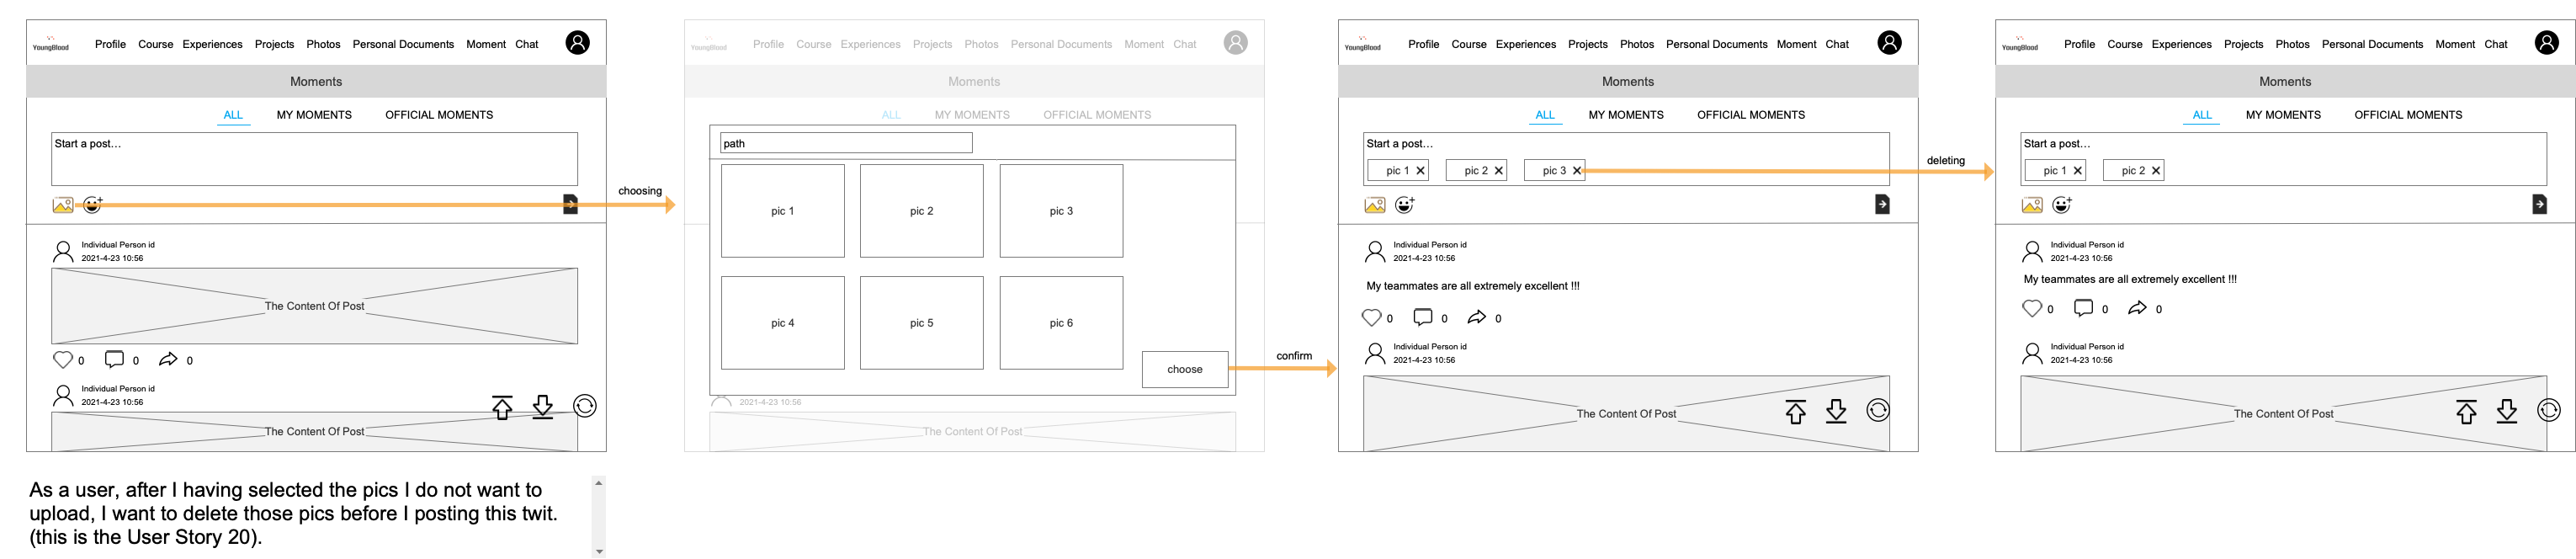 YoungBlood Profile Course Experiences Projects Photos Personal Documents Moment Chat
Moments
ALL MY MOMENTS OFFICIAL MOMENTS
Start a post...
Individual Person id
2021-4-23 10:56
The Content Of Post
0 0 0
Individual Person id
2021-4-23 10:56
The Content Of Post
choosing
YoungBlood Profile Course Experiences Projects Photos Personal Documents Moment Chat
Moments
ALL MY MOMENTS OFFICIAL MOMENTS
path
pic 1 pic 2 pic 3
pic 4 pic 5 pic 6
choose
2021-4-23 10:56
The Content Of Post
confirm
YoungBlood Profile Course Experiences Projects Photos Personal Documents Moment Chat
Moments
ALL MY MOMENTS OFFICIAL MOMENTS
Start a post...
pic 1 pic 2 pic 3
Individual Person id
2021-4-23 10:56
My teammates are all extremely excellent !!!
0 0 0
Individual Person id
2021-4-23 10:56
The Content Of Post
deleting
YoungBlood Profile Course Experiences Projects Photos Personal Documents Moment Chat
Moments
ALL MY MOMENTS OFFICIAL MOMENTS
Start a post...
pic 1 pic 2
Individual Person id
2021-4-23 10:56
My teammates are all extremely excellent !!!
0 0 0
Individual Person id
2021-4-23 10:56
The Content Of Post
As a user, after I having selected the pics I do not want to
upload, I want to delete those pics before I posting this twit.
(this is the User Story 20).